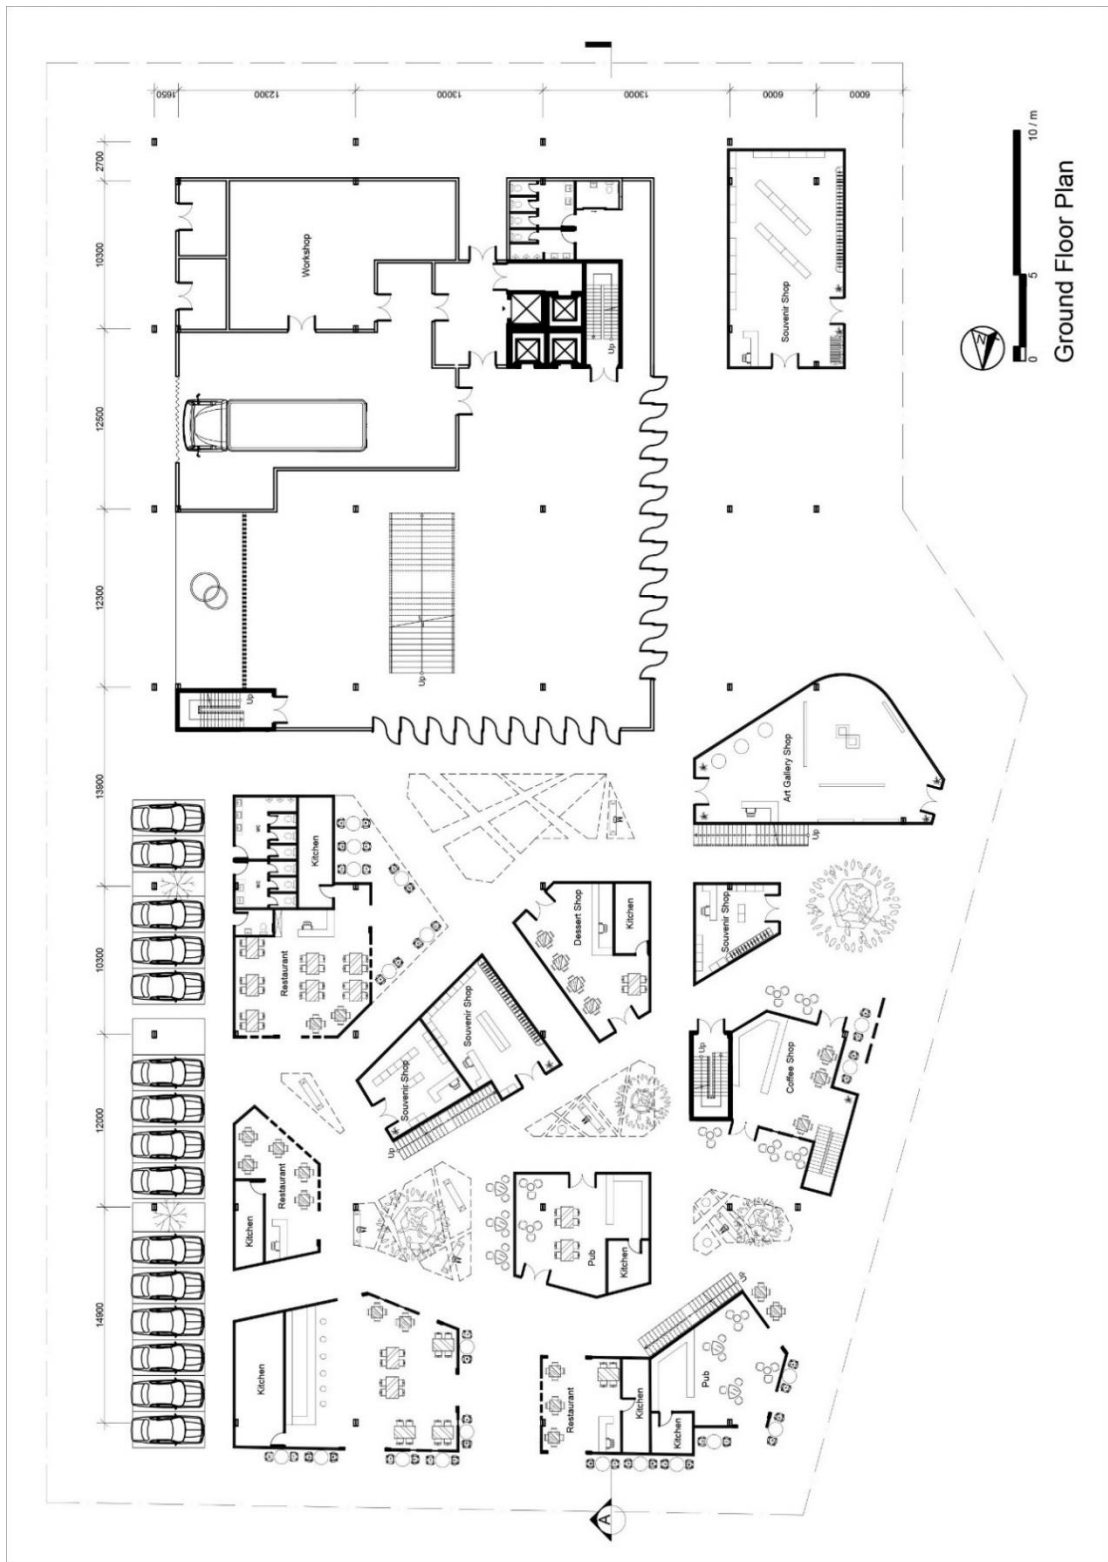 1650
12300
13000
13000
6000
6000
2700
10300
12500
12300
13900
10300
12000
14900
Workshop
Up
Souvenir Shop
10 / m
5
0
N
Ground Floor Plan
Up
Up
Art Gallery Shop
Up
WC
WC
Kitchen
Restaurant
Dessert Shop
Kitchen
Souvenir Shop
Souvenir Shop
Souvenir Shop
Up
Up
Coffee Shop
Restaurant
Kitchen
Pub
Kitchen
Kitchen
Restaurant
Kitchen
Kitchen
Pub
Up
A